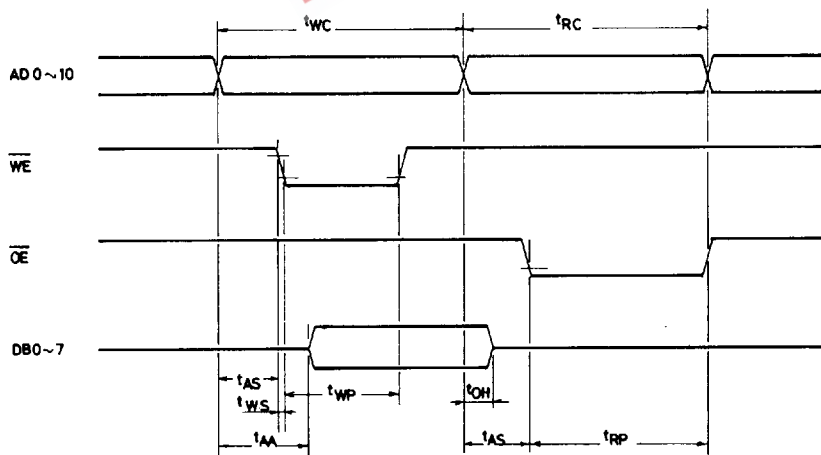 tWC tRC
AD 0~10
WE
OE
DB0~7
tAS tWP tOH
tWS
tAA tAS tRP